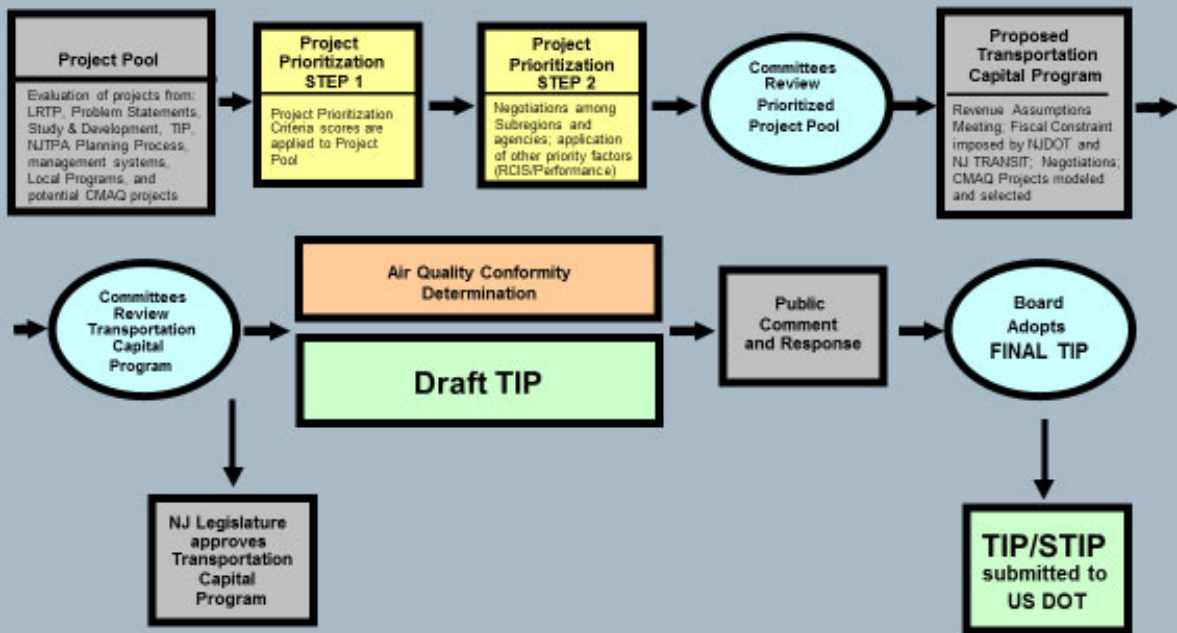 Project Pool
Evaluation of projects from:
LRTP, Problem Statements,
Study & Development, TIP,
NJTPA Planning Process,
management systems,
Local Programs, and
potential CMAQ projects
Project
Prioritization
STEP 1
Project Prioritization
Criteria scores are
applied to Project
Pool
Project
Prioritization
STEP 2
Negotiations among
Subregions and
agencies; application
of other priority factors
(RCIS/Performance)
Committees
Review
Prioritized
Project Pool
Proposed
Transportation
Capital Program
Revenue Assumptions
Meeting; Fiscal Constraint
imposed by NJDOT and
NJ TRANSIT; Negotiations;
CMAQ Projects modeled
and selected
Committees
Review
Transportation
Capital
Program
Air Quality Conformity
Determination
Draft TIP
Public
Comment
and Response
Board
Adopts
FINAL TIP
NJ Legislature
approves
Transportation
Capital
Program
TIP/STIP
submitted to
US DOT